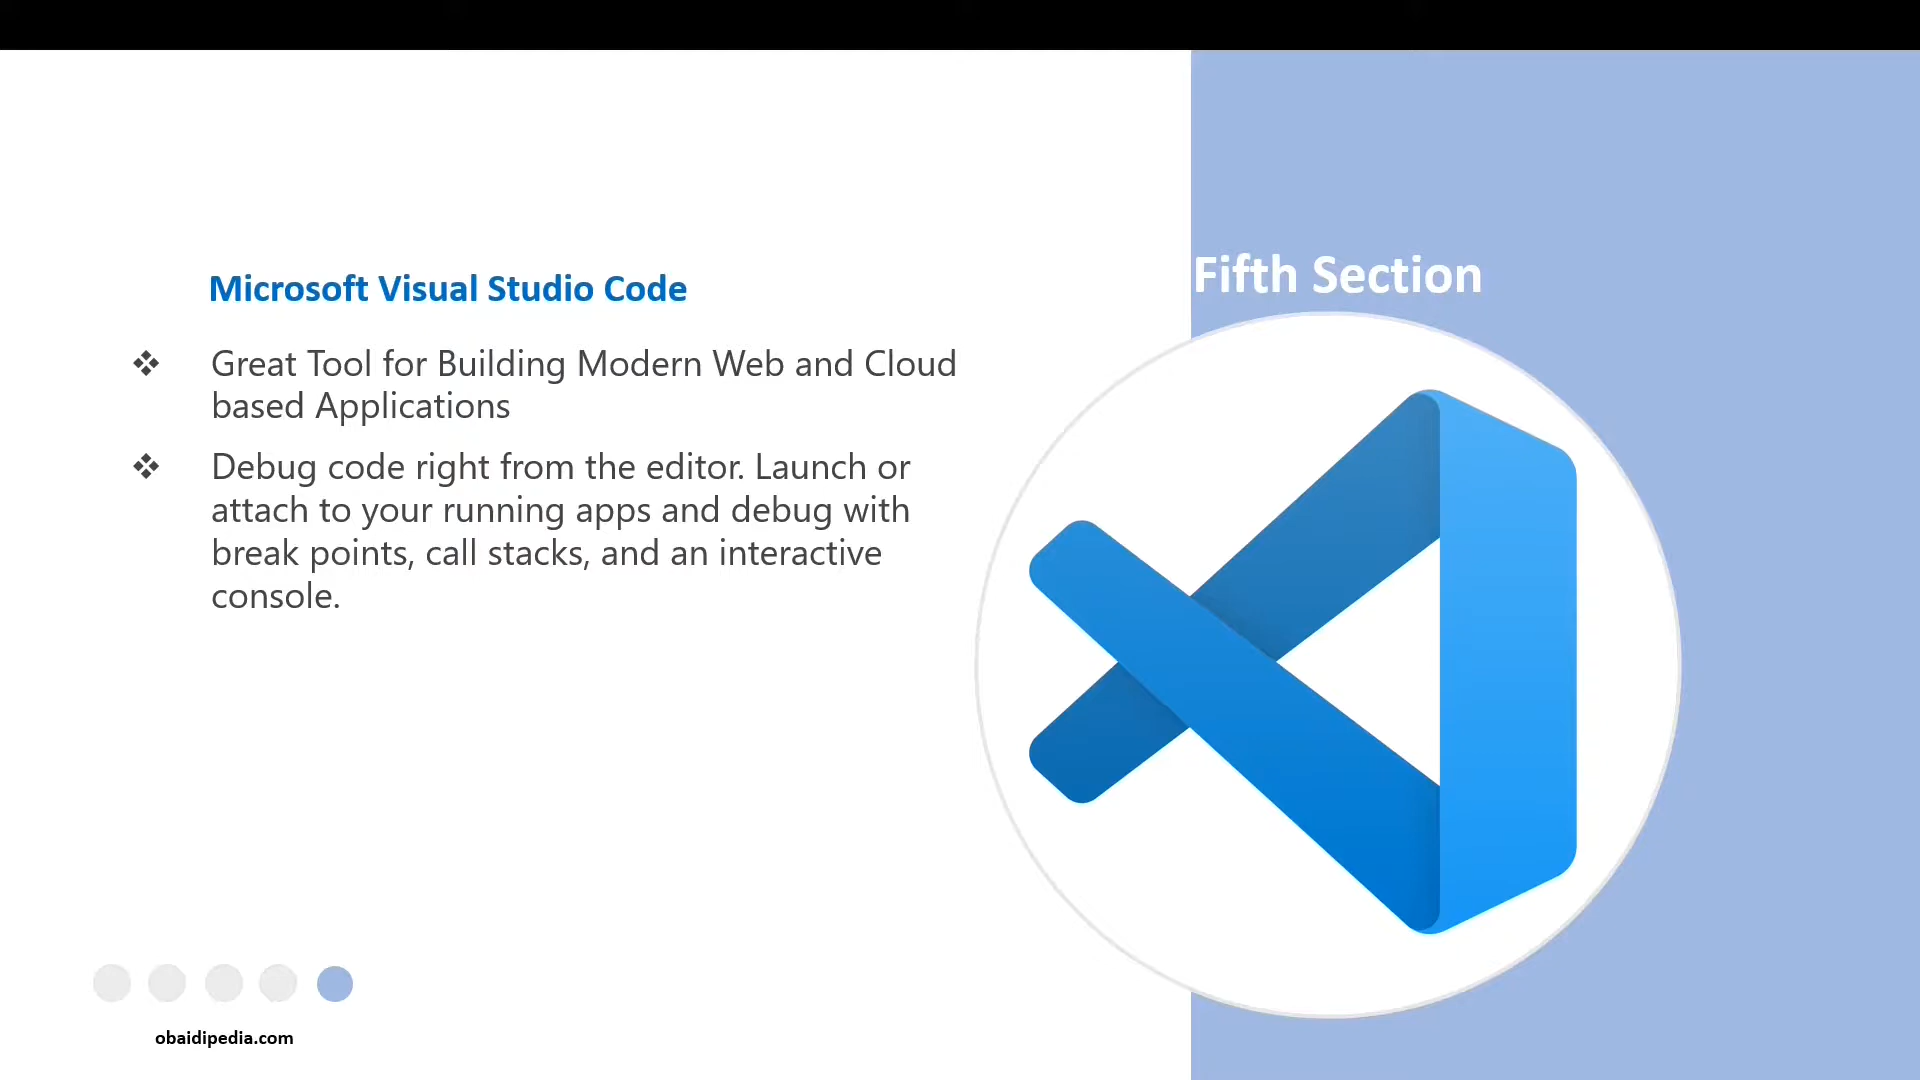 Fifth Section
Microsoft Visual Studio Code
❖ Great Tool for Building Modern Web and Cloud
based Applications
❖ Debug code right from the editor. Launch or
attach to your running apps and debug with
break points, call stacks, and an interactive
console.
obaidipedia.com